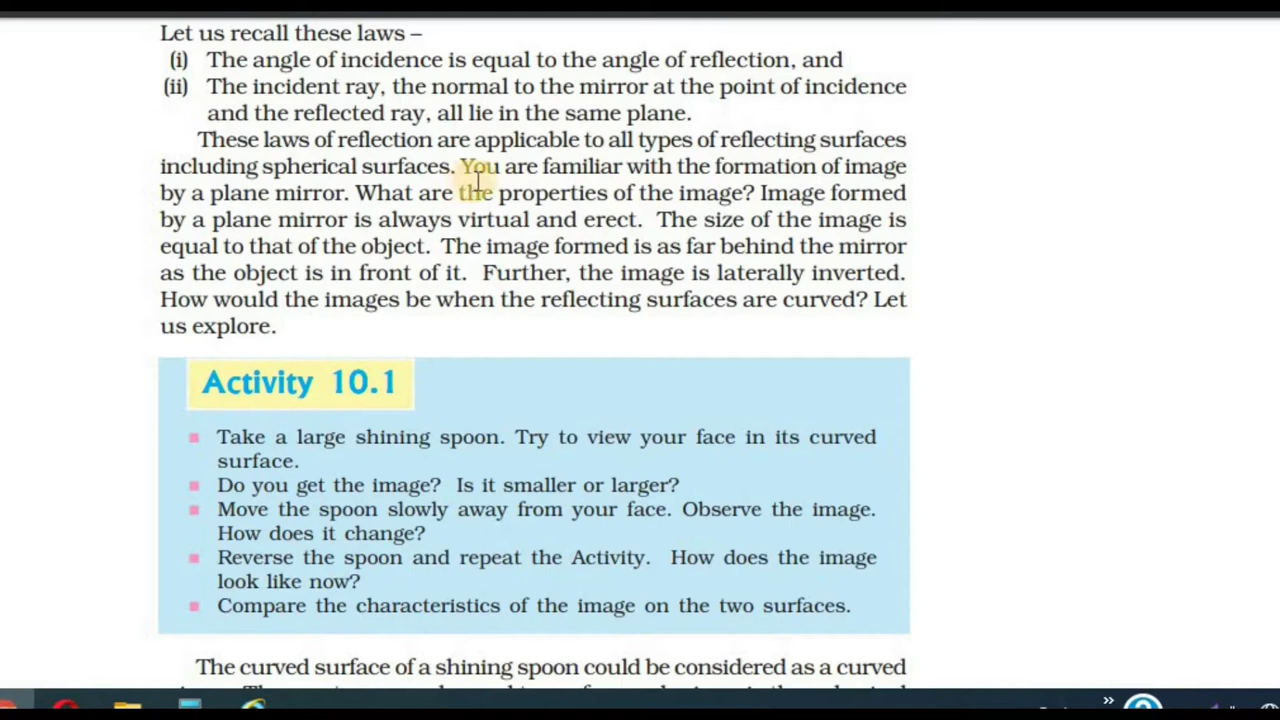 Let us recall these laws –
(i) The angle of incidence is equal to the angle of reflection, and
(ii) The incident ray, the normal to the mirror at the point of incidence
and the reflected ray, all lie in the same plane.
These laws of reflection are applicable to all types of reflecting surfaces
including spherical surfaces. You are familiar with the formation of image
by a plane mirror. What are the properties of the image? Image formed
by a plane mirror is always virtual and erect. The size of the image is
equal to that of the object. The image formed is as far behind the mirror
as the object is in front of it. Further, the image is laterally inverted.
How would the images be when the reflecting surfaces are curved? Let
us explore.
Activity 10.1
Take a large shining spoon. Try to view your face in its curved
surface.
Do you get the image? Is it smaller or larger?
Move the spoon slowly away from your face. Observe the image.
How does it change?
Reverse the spoon and repeat the Activity. How does the image
look like now?
Compare the characteristics of the image on the two surfaces.
The curved surface of a shining spoon could be considered as a curved